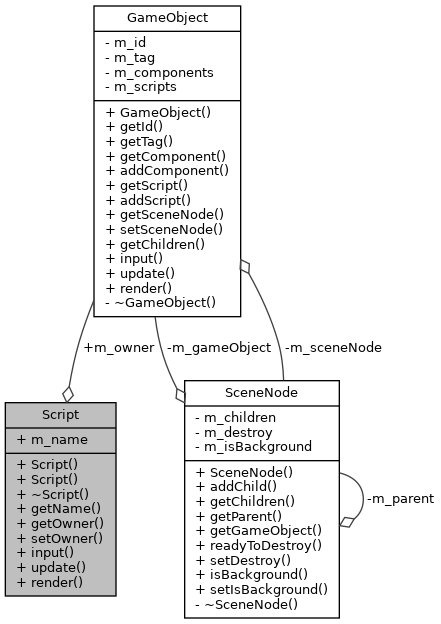 GameObject
- m_id
- m_tag
- m_components
- m_scripts
+ GameObject()
+ getId()
+ getTag()
+ getComponent()
+ addComponent()
+ getScript()
+ addScript()
+ getSceneNode()
+ setSceneNode()
+ getChildren()
+ input()
+ update()
+ render()
- ~GameObject()
+m_owner
-m_gameObject
-m_sceneNode
Script
+ m_name
+ Script()
+ Script()
+ ~Script()
+ getName()
+ getOwner()
+ setOwner()
+ input()
+ update()
+ render()
SceneNode
- m_children
- m_destroy
- m_isBackground
+ SceneNode()
+ addChild()
+ getChildren()
+ getParent()
+ getGameObject()
+ readyToDestroy()
+ setDestroy()
+ isBackground()
+ setIsBackground()
- ~SceneNode()
-m_parent